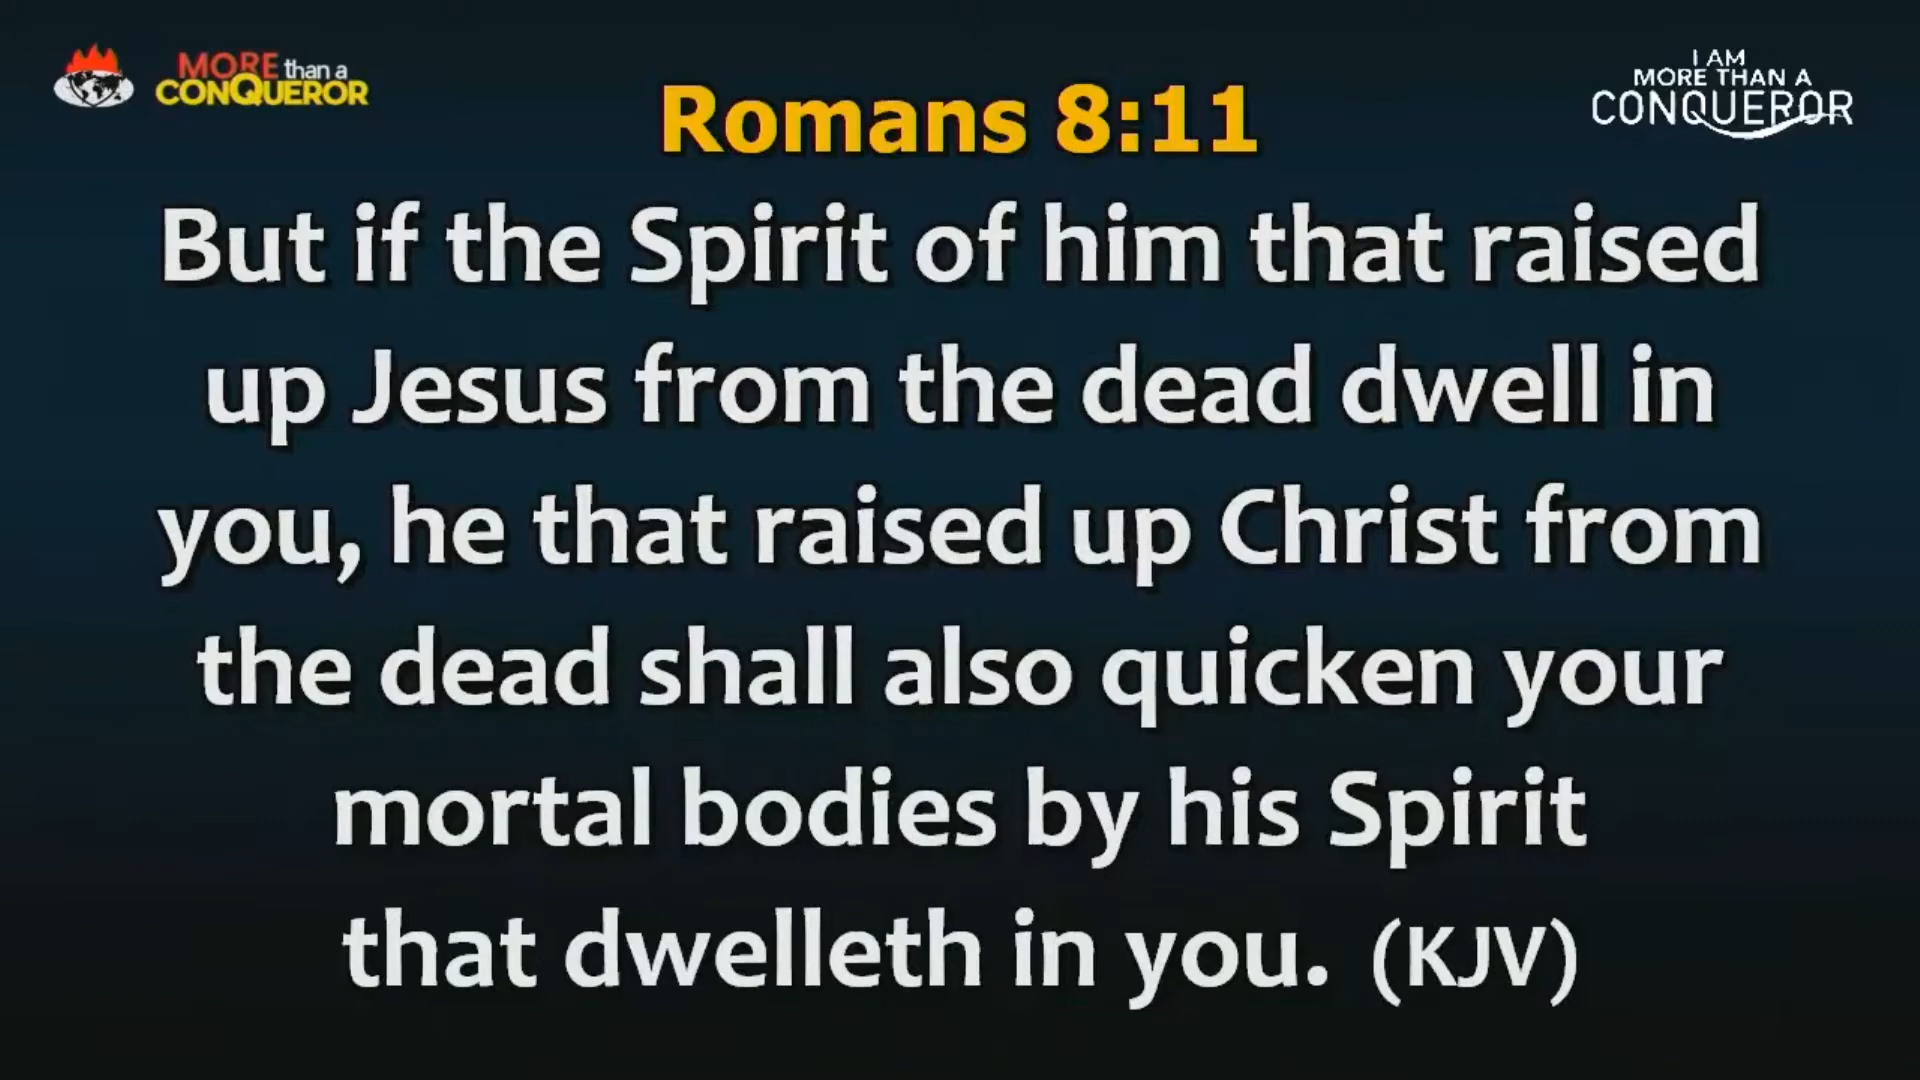 MORE than a
CONQUEROR
I AM
MORE THAN A
CONQUEROR
Romans 8:11
But if the Spirit of him that raised
up Jesus from the dead dwell in
you, he that raised up Christ from
the dead shall also quicken your
mortal bodies by his Spirit
that dwelleth in you. (KJV)